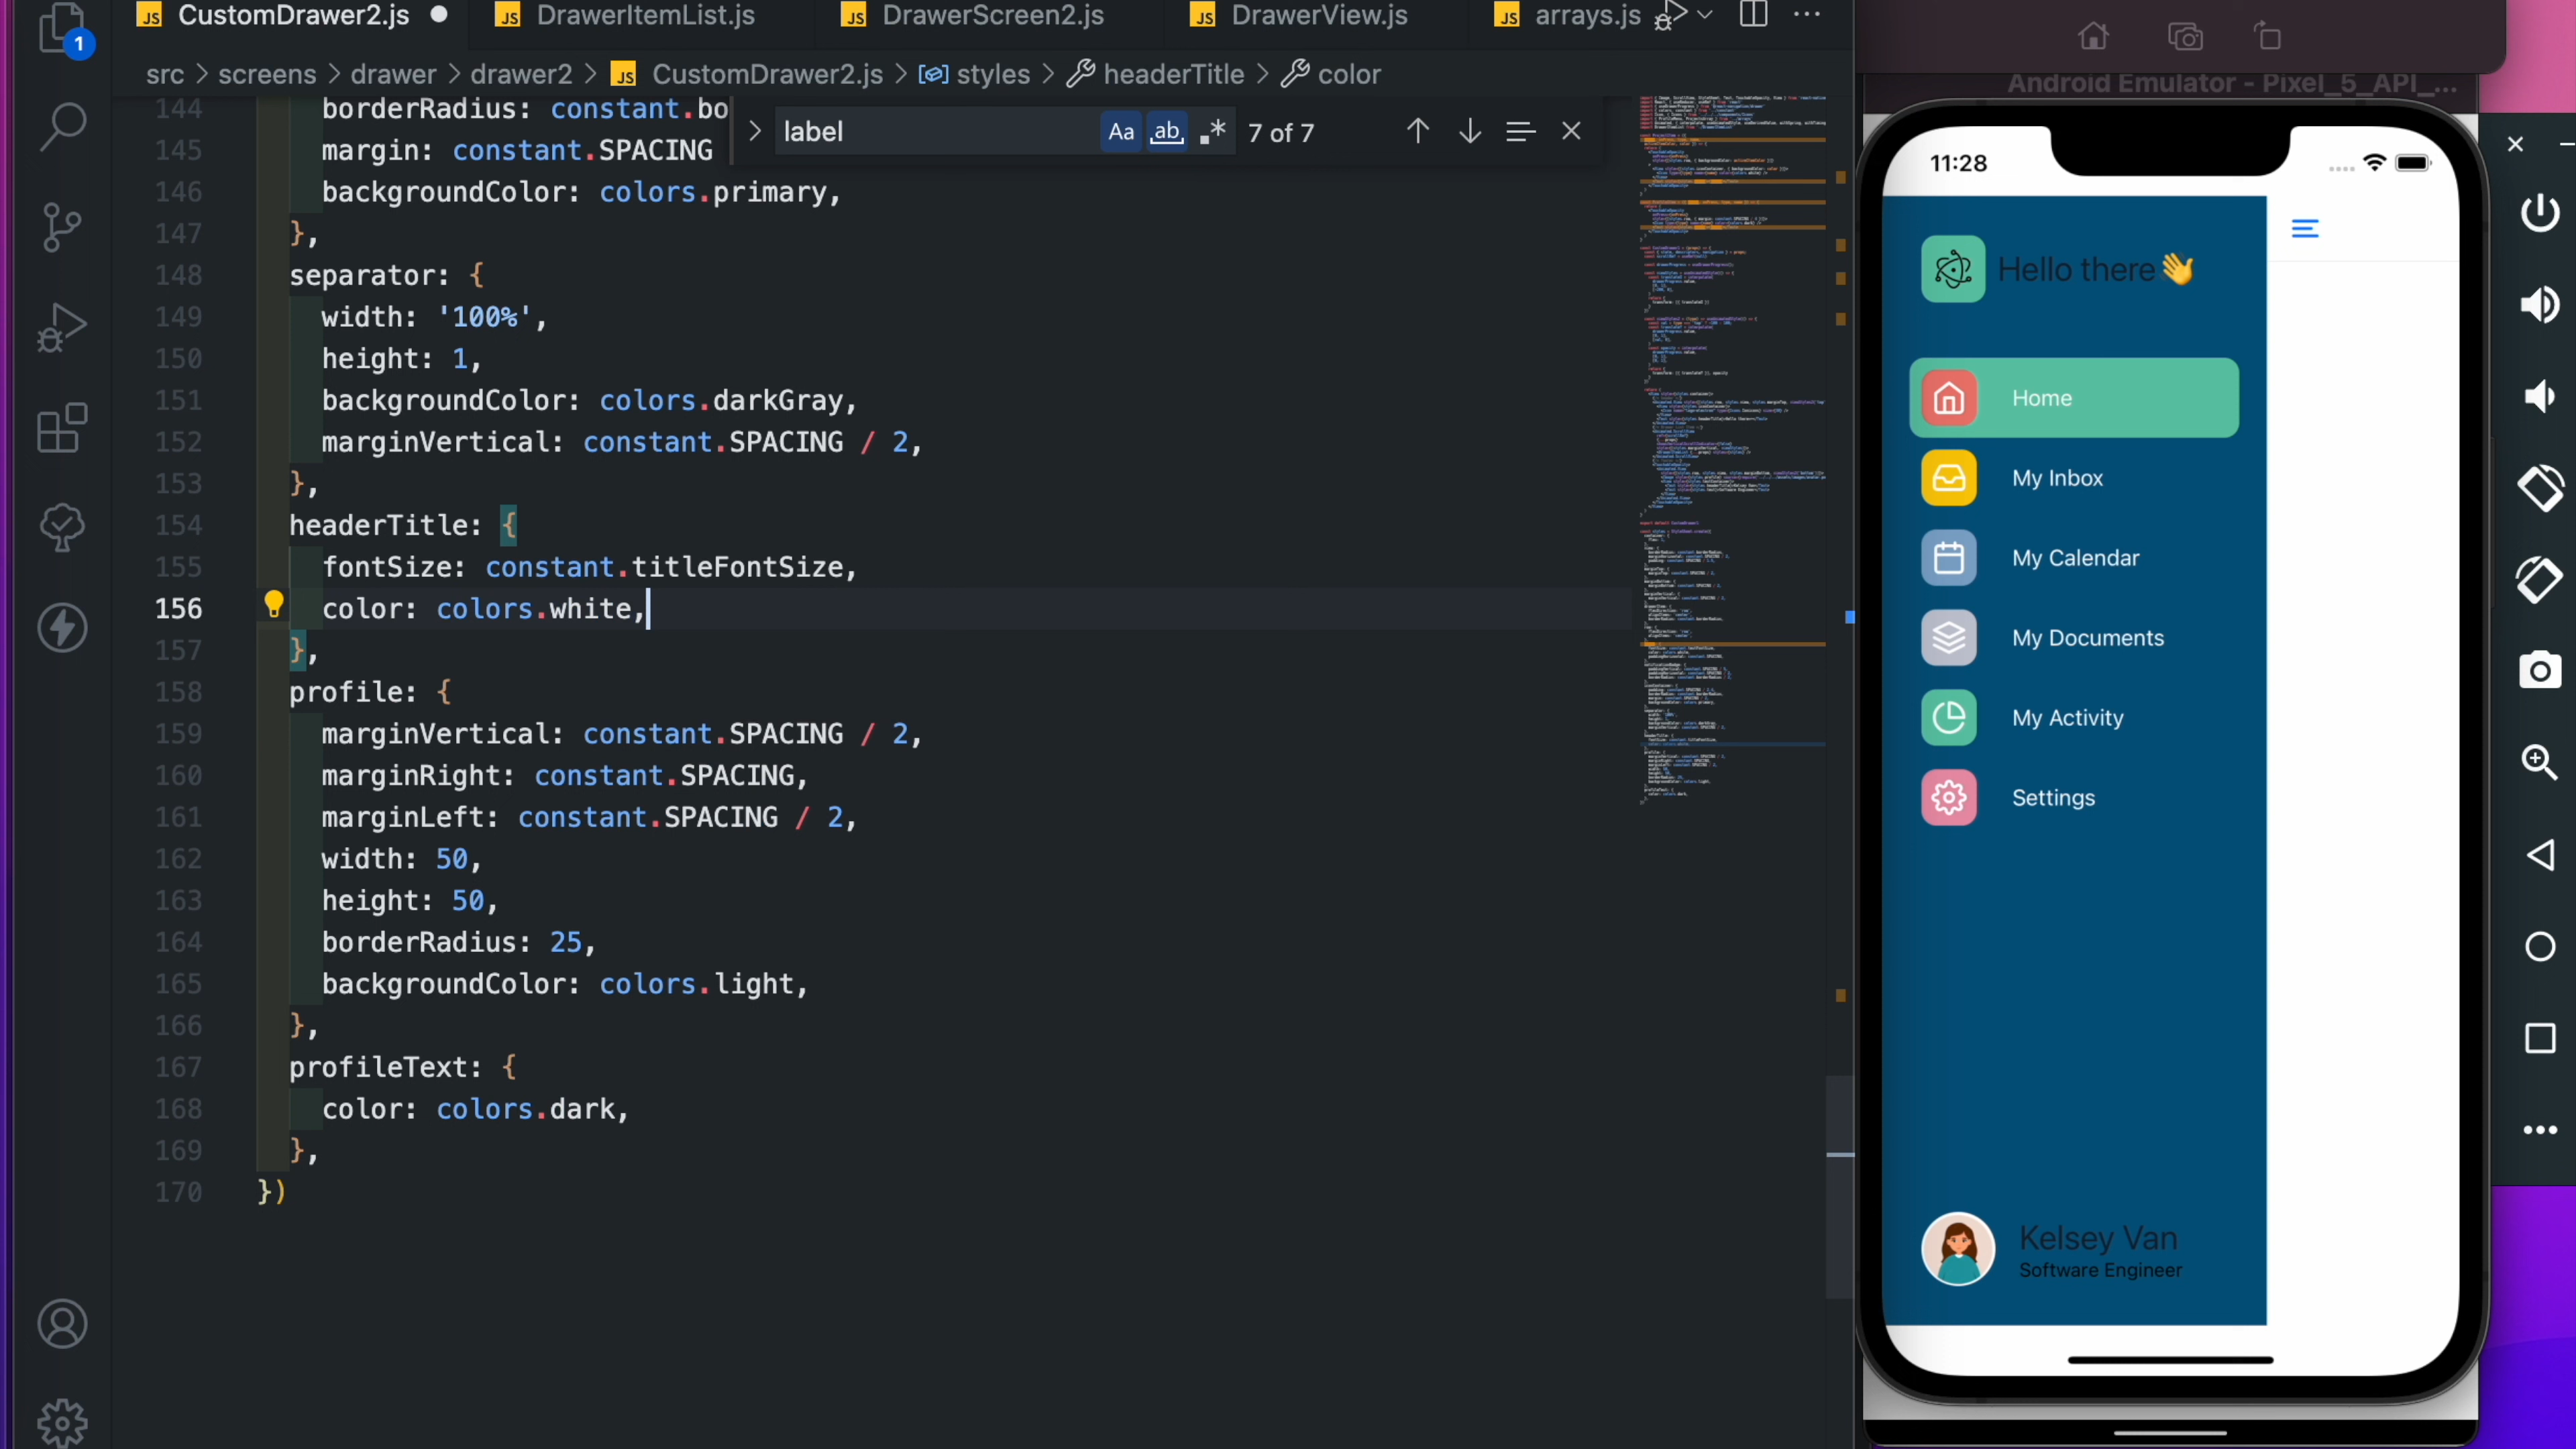 CustomDrawer2.js
DrawerItemList.js
DrawerScreen2.js
DrawerView.js
arrays.js
1
src > screens > drawer > drawer2 > JS CustomDrawer2.js > styles > headerTitle > color
label
Aa
ab
7 of 7
144 borderRadius: constant.bo
145 margin: constant.SPACING
146 backgroundColor: colors.primary,
147 },
148 separator: {
149 width: '100%',
150 height: 1,
151 backgroundColor: colors.darkGray,
152 marginVertical: constant.SPACING / 2,
153 },
154 headerTitle: {
155 fontSize: constant.titleFontSize,
156 color: colors.white,
157 },
158 profile: {
159 marginVertical: constant.SPACING / 2,
160 marginRight: constant.SPACING,
161 marginLeft: constant.SPACING / 2,
162 width: 50,
163 height: 50,
164 borderRadius: 25,
165 backgroundColor: colors.light,
166 },
167 profileText: {
168 color: colors.dark,
169 },
170 })
Android Emulator - Pixel_5_API_...
11:28
Hello there👋
Home
My Inbox
My Calendar
My Documents
My Activity
Settings
Kelsey Van
Software Engineer